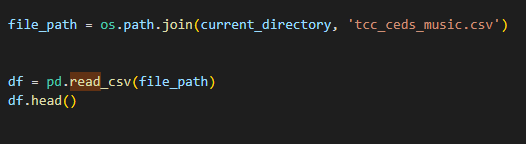 file_path = os.path.join(current_directory, 'tcc_ceds_music.csv')
df = pd.read_csv(file_path)
df.head()